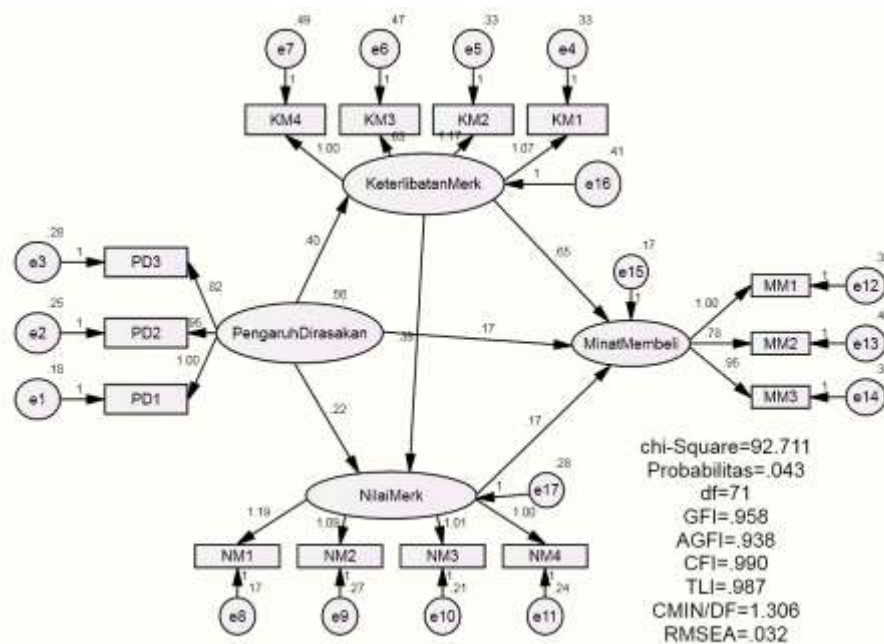 .49 .47 .33 .33
e7 e6 e5 e4
1 1 1 1
KM4 KM3 KM2 KM1
1.00 1.17 1.07
.41
KeterlibatanMerk 1 e16
.28
e3 1 PD3
.82
.40
.65
.17
e15
1
.25
e2 1 PD2 .95
.56
PengaruhDirasakan
.17
.35
MinatMembeli
1.00 MM1 1 e12
.78 MM2 1 e13
.95 MM3 1 e14
.18
e1 1 PD1
1.00
.22
.17
.28
NilaiMerk 1 e17
1.19 1.01 1.00
NM1 NM2 NM3 NM4
1 1 1 1
.17 .27 .21 .24
e8 e9 e10 e11
chi-Square=92.711
Probabilitas=.043
df=71
GFI=.958
AGFI=.938
CFI=.990
TLI=.987
CMIN/DF=1.306
RMSEA=.032